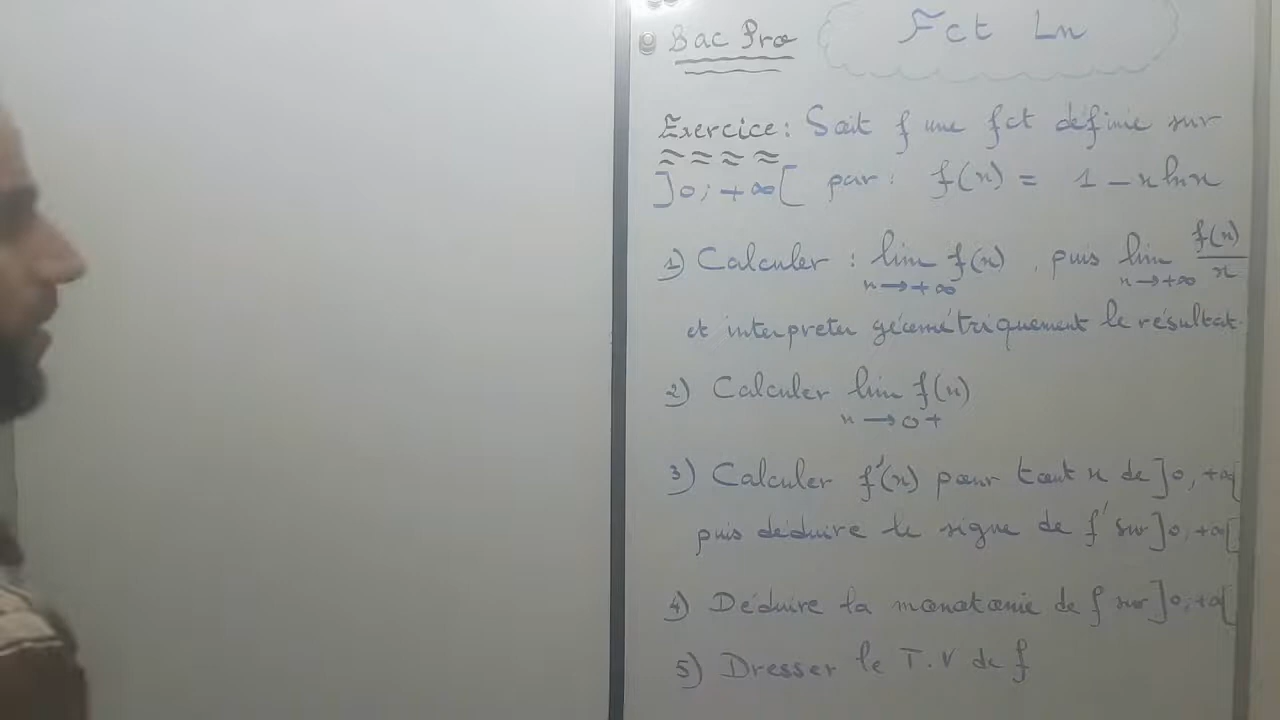 Bac Pro
Fct Ln
Exercice: Soit f une fct définie sur
]0; +∞[ par: f(x) = 1 - x ln x
1) Calculer : lim f(x), puis lim f(x)/x
x → +∞ x → +∞
et interpreter géométriquement le résultat.
2) Calculer lim f(x)
x → 0+
3) Calculer f'(x) pour tout x de ]0, +∞[
puis déduire le signe de f' sur ]0, +∞[
4) Déduire la monotonie de f sur ]0, +∞[
5) Dresser le T.V de f